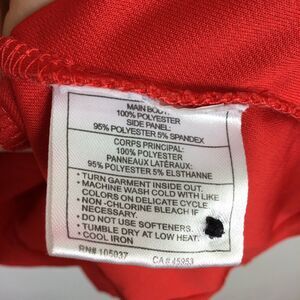 MAIN BODY:
100% POLYESTER
SIDE PANEL:
95% POLYESTER 5% SPANDEX
CORPS PRINCIPAL:
100% POLYESTER
PANNEAUX LATÉRAUX:
95% POLYESTER 5% ELSTHANNE
• TURN GARMENT INSIDE OUT.
• MACHINE WASH COLD WITH LIKE
COLORS ON DELICATE CYCLE
• NON-CHLORINE BLEACH IF
NECESSARY.
• DO NOT USE SOFTENERS.
• TUMBLE DRY AT LOW HEAT.
• COOL IRON
RN# 105937 CA# 45953